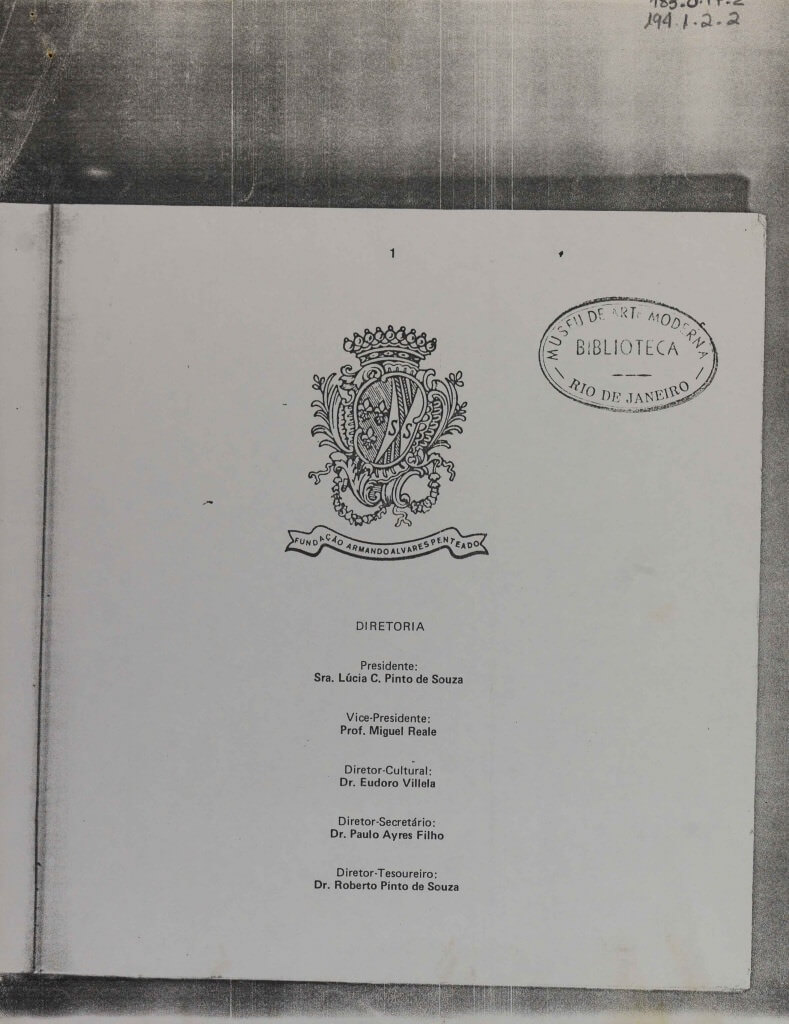 194.1.2.2
1
MUSEU DE ARTE MODERNA
BIBLIOTECA
RIO DE JANEIRO
S S
FUNDAÇÃO ARMANDO ALVARES PENTEADO
DIRETORIA
Presidente:
Sra. Lúcia C. Pinto de Souza
Vice-Presidente:
Prof. Miguel Reale
Diretor-Cultural:
Dr. Eudoro Villela
Diretor-Secretário:
Dr. Paulo Ayres Filho
Diretor-Tesoureiro:
Dr. Roberto Pinto de Souza